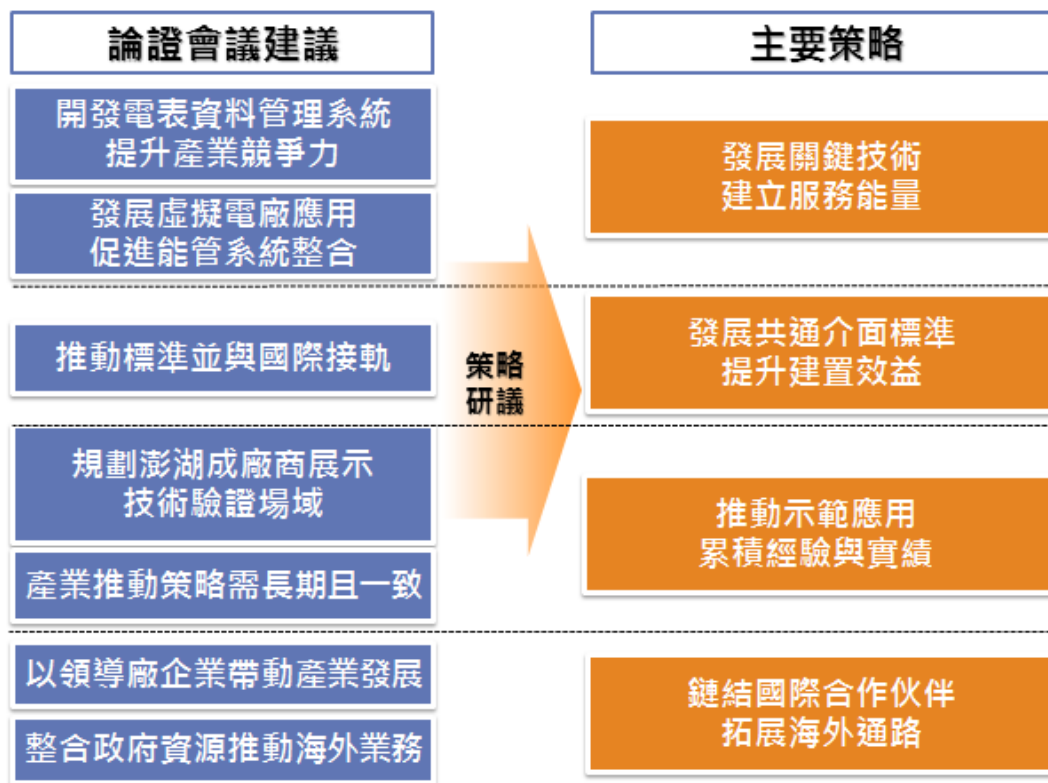 論證會議建議
主要策略
開發電表資料管理系統
提升產業競爭力
發展虛擬電廠應用
促進能管系統整合
發展關鍵技術
建立服務能量
推動標準並與國際接軌
策略
研議
發展共通介面標準
提升建置效益
規劃澎湖成廠商展示
技術驗證場域
產業推動策略需長期且一致
推動示範應用
累積經驗與實績
以領導廠企業帶動產業發展
整合政府資源推動海外業務
鏈結國際合作伙伴
拓展海外通路